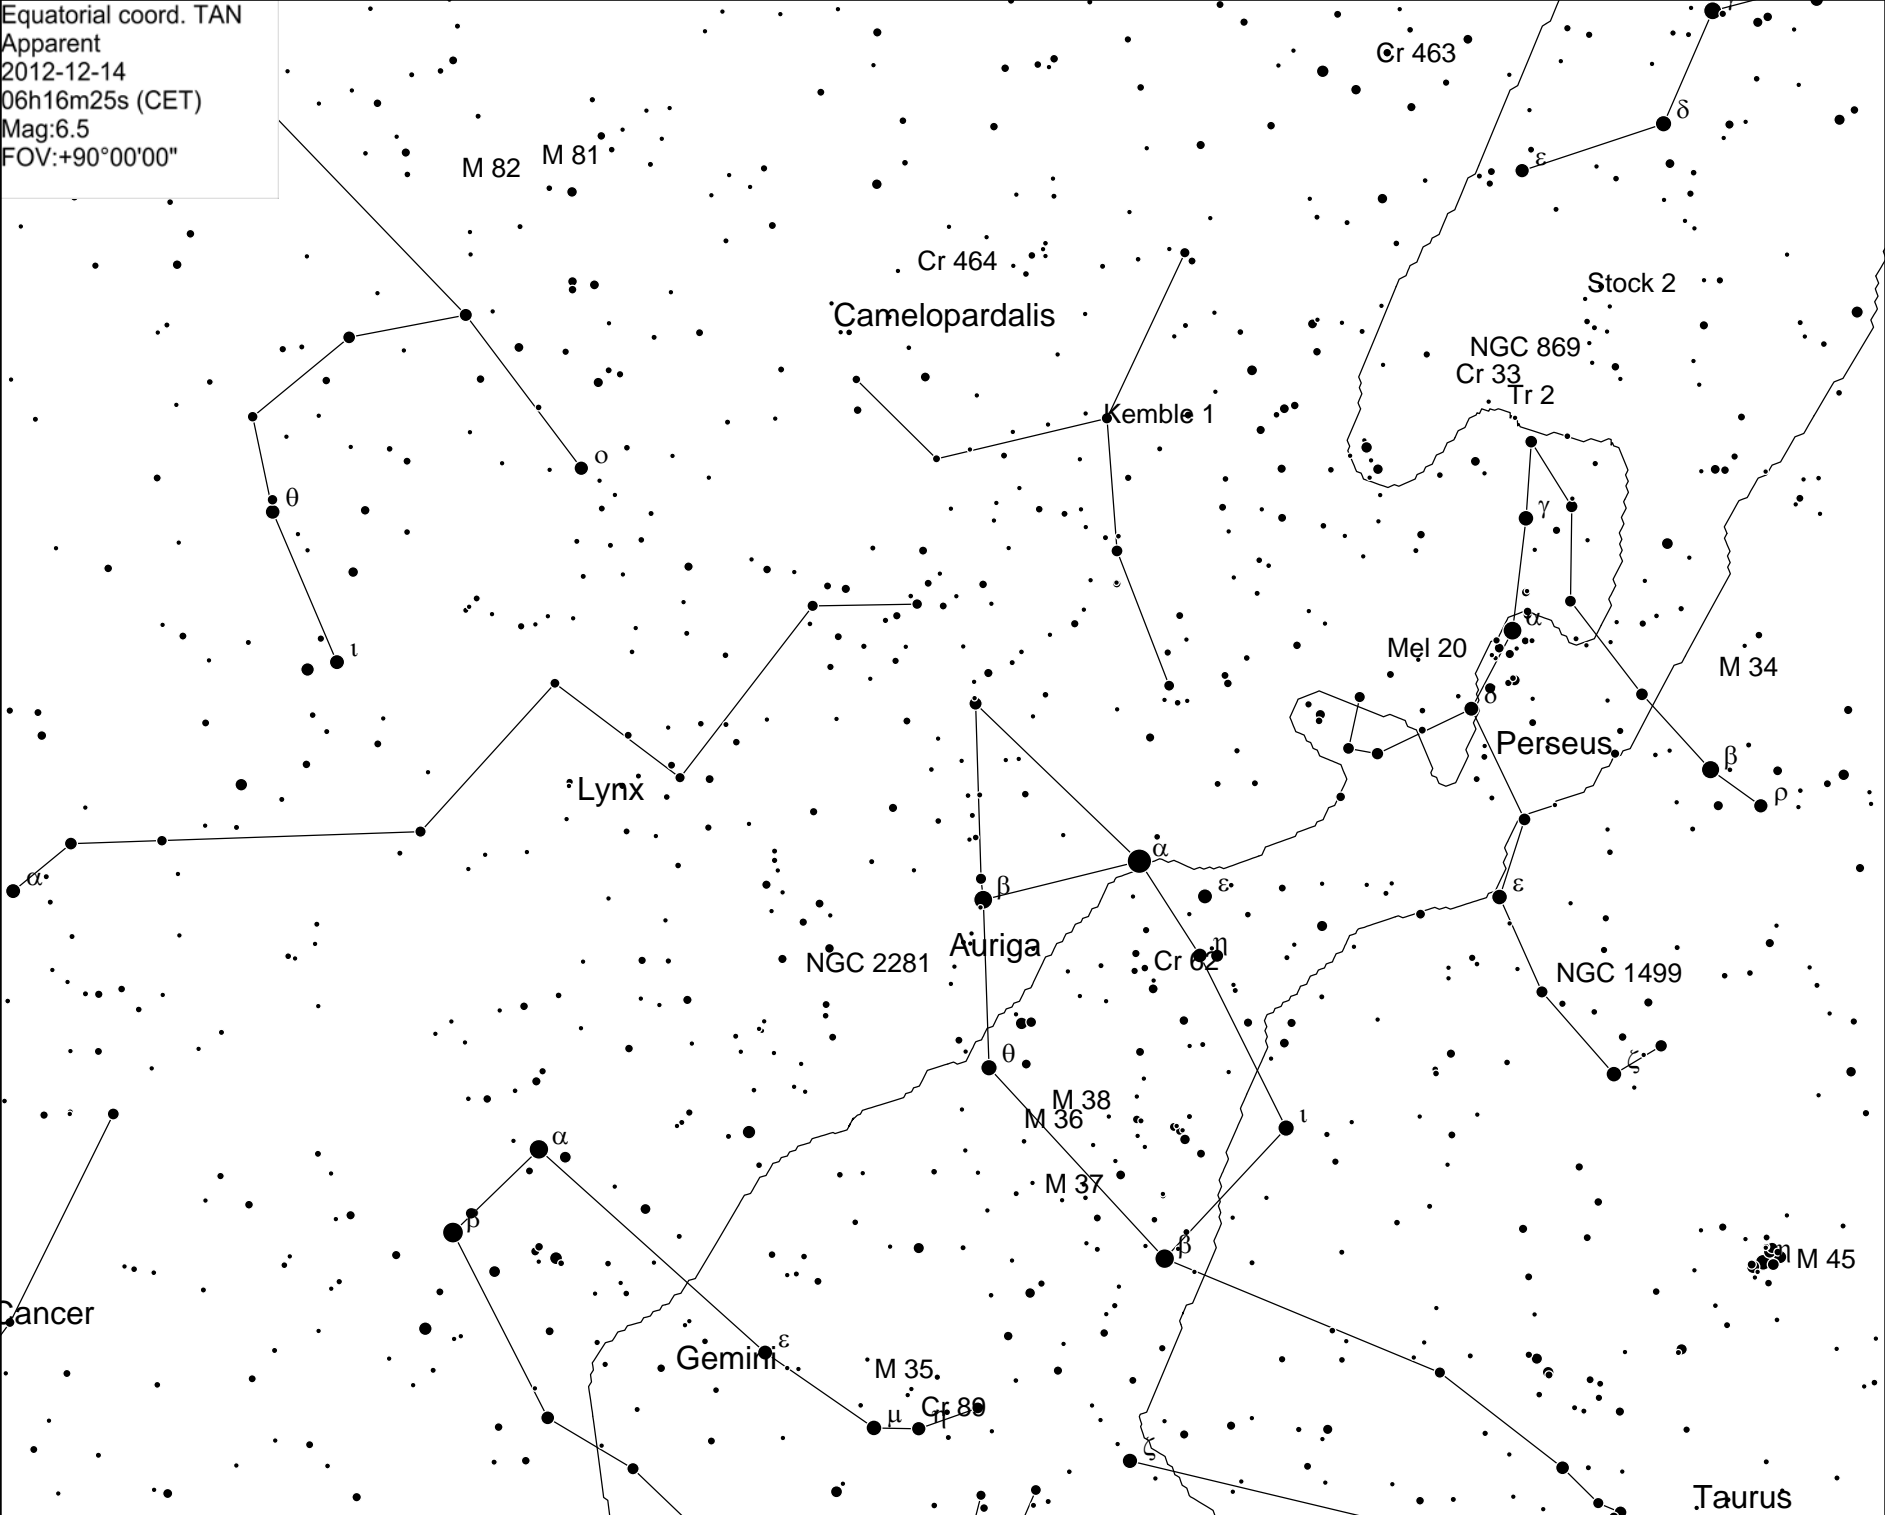 Equatorial coord. TAN
Apparent
2012-12-14
06h16m25s (CET)
Mag:6.5
FOV:+90°00'00"
Cr 463
δ
ε
M 82
M 81
Cr 464
Stock 2
Camelopardalis
NGC 869
Cr 33
Tr 2
Kemble 1
ο
θ
γ
α
Mel 20
ι
M 34
δ
Perseus
β
Lynx
ρ
α
α
β
ε
ε
Auriga
η
NGC 2281
Cr 62
NGC 1499
θ
ζ
M 38
M 36
ι
α
M 37
β
β
η
M 45
Cancer
ε
Gemini
M 35
Cr 89
μ
η
ζ
Taurus